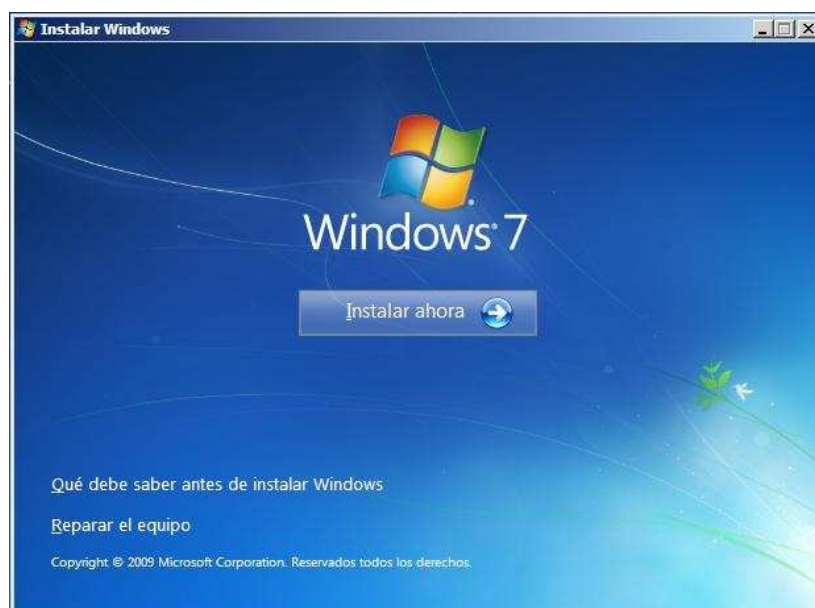 Instalar Windows
Windows® 7
Instalar ahora
Qué debe saber antes de instalar Windows
Reparar el equipo
Copyright © 2009 Microsoft Corporation. Reservados todos los derechos.